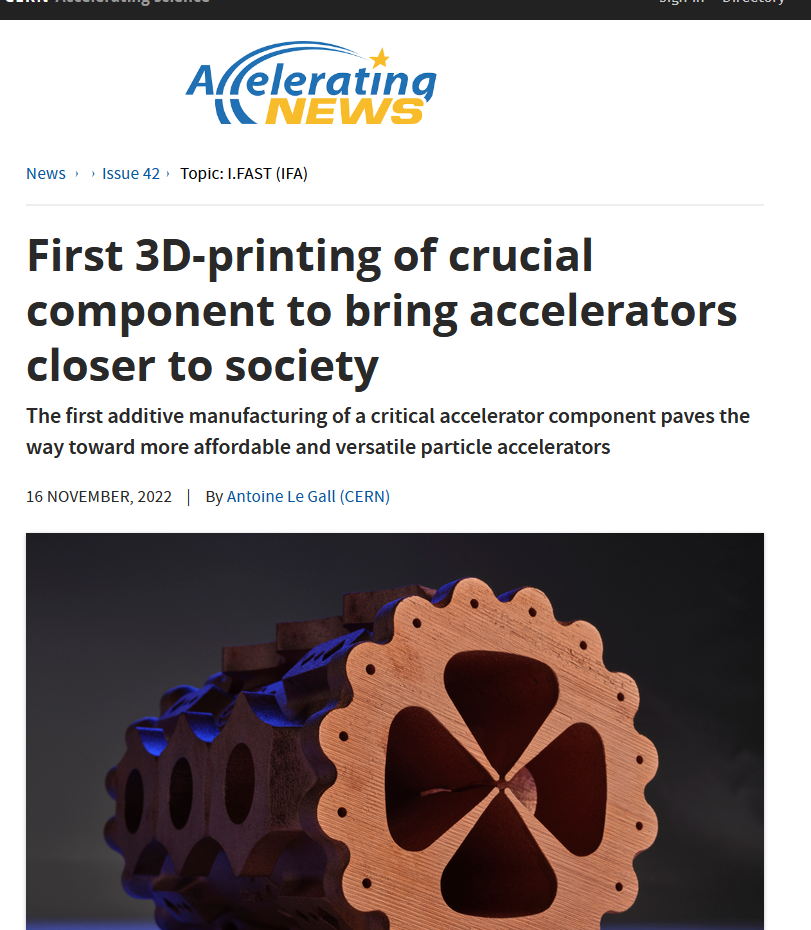 CERN Accelerating science
Sign in Directory
Accelerating
NEWS
News › › Issue 42 › Topic: I.FAST (IFA)
First 3D-printing of crucial
component to bring accelerators
closer to society
The first additive manufacturing of a critical accelerator component paves the
way toward more affordable and versatile particle accelerators
16 NOVEMBER, 2022 | By Antoine Le Gall (CERN)